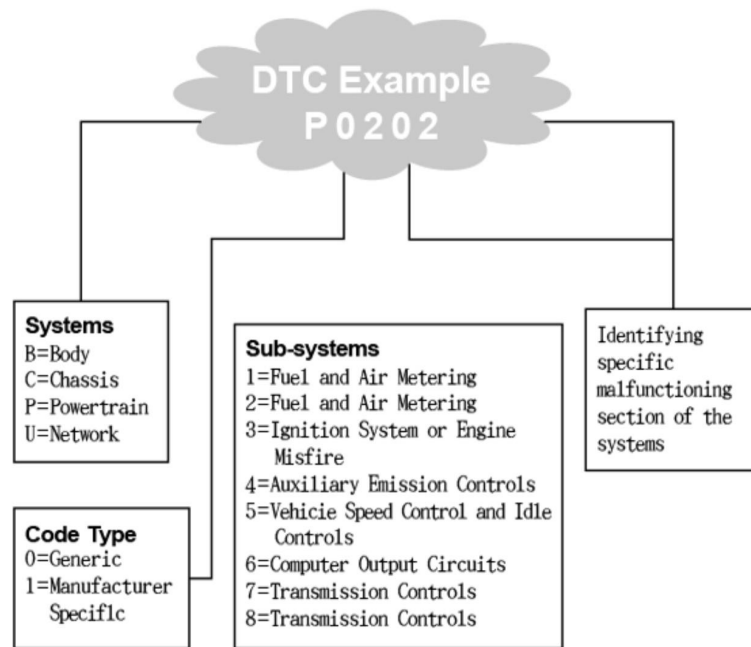 DTC Example
P0202
Systems
B=Body
C=Chassis
P=Powertrain
U=Network
Code Type
0=Generic
1=Manufacturer
Speciflc
Sub-systems
1=Fuel and Air Metering
2=Fuel and Air Metering
3=Ignition System or Engine
Misfire
4=Auxiliary Emission Controls
5=Vehicie Speed Control and Idle
Controls
6=Computer Output Circuits
7=Transmission Controls
8=Transmission Controls
Identifying
specific
malfunctioning
section of the
systems